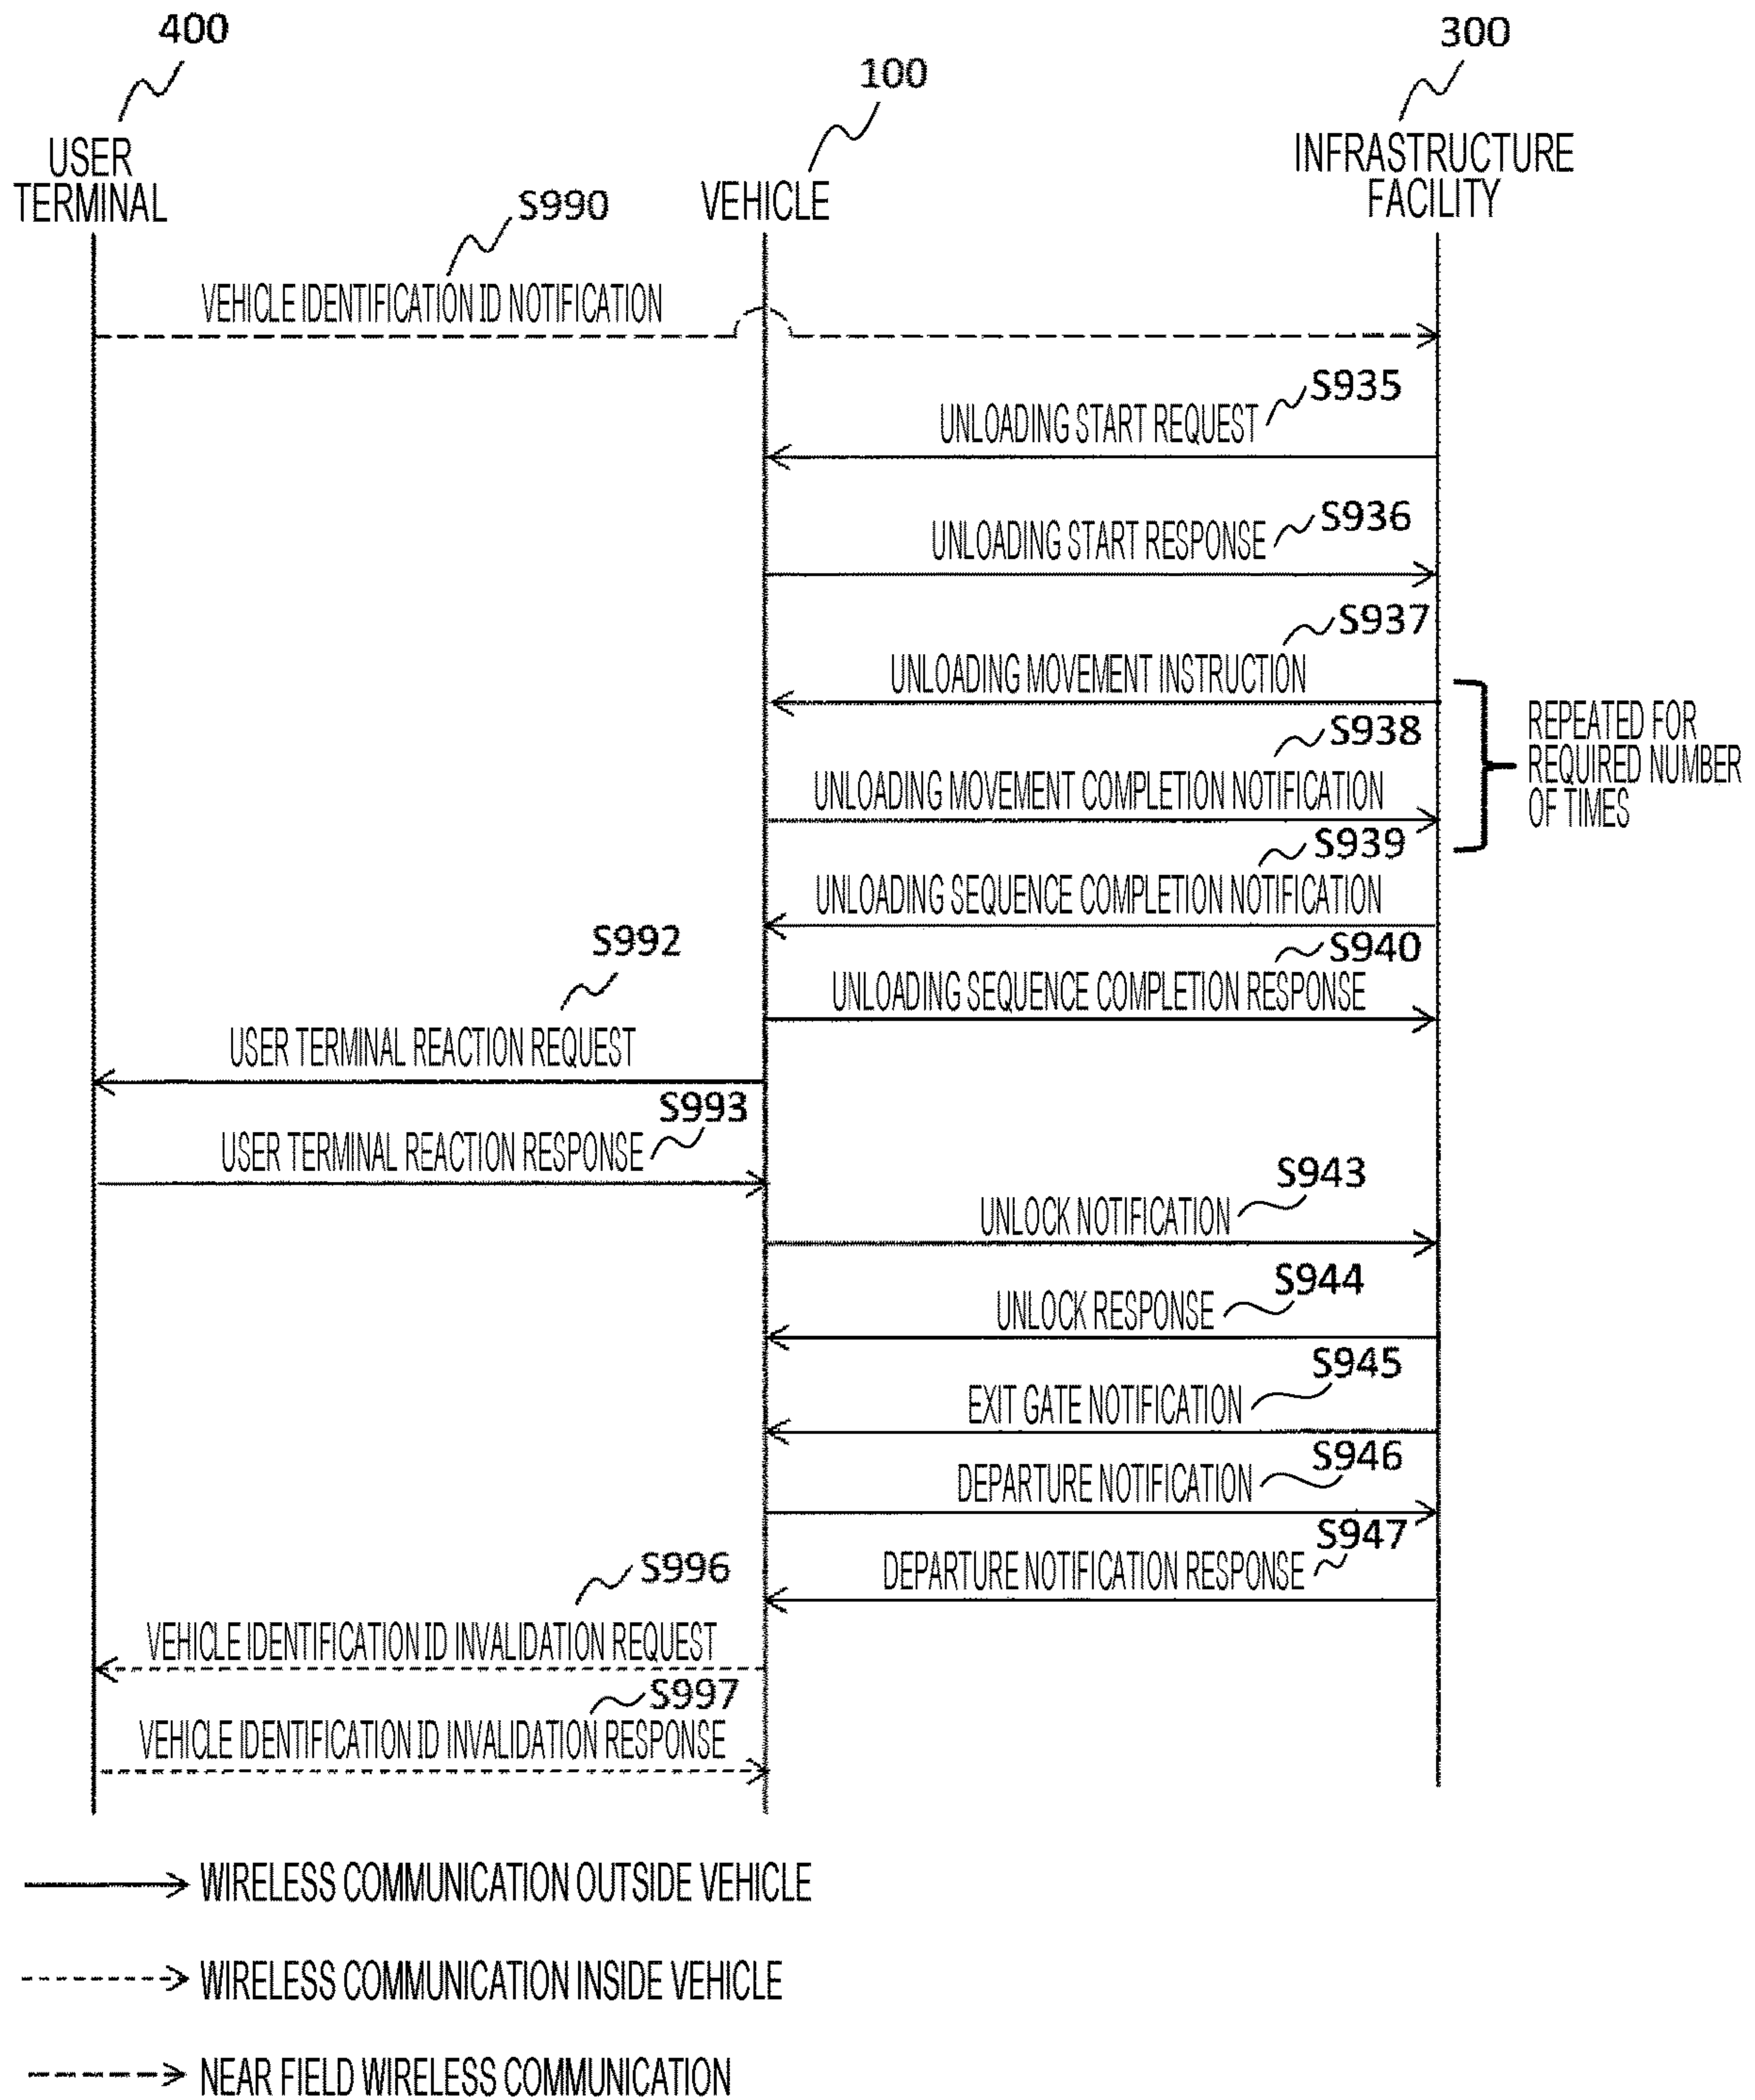 400
100
300
USER
TERMINAL
VEHICLE
INFRASTRUCTURE
FACILITY
S990
VEHICLE IDENTIFICATION ID NOTIFICATION
S935
UNLOADING START REQUEST
S936
UNLOADING START RESPONSE
S937
UNLOADING MOVEMENT INSTRUCTION
S938
UNLOADING MOVEMENT COMPLETION NOTIFICATION
REPEATED FOR
REQUIRED NUMBER
OF TIMES
S939
UNLOADING SEQUENCE COMPLETION NOTIFICATION
S940
UNLOADING SEQUENCE COMPLETION RESPONSE
S992
USER TERMINAL REACTION REQUEST
S993
USER TERMINAL REACTION RESPONSE
S943
UNLOCK NOTIFICATION
S944
UNLOCK RESPONSE
S945
EXIT GATE NOTIFICATION
S946
DEPARTURE NOTIFICATION
S947
DEPARTURE NOTIFICATION RESPONSE
S996
VEHICLE IDENTIFICATION ID INVALIDATION REQUEST
S997
VEHICLE IDENTIFICATION ID INVALIDATION RESPONSE
WIRELESS COMMUNICATION OUTSIDE VEHICLE
WIRELESS COMMUNICATION INSIDE VEHICLE
NEAR FIELD WIRELESS COMMUNICATION